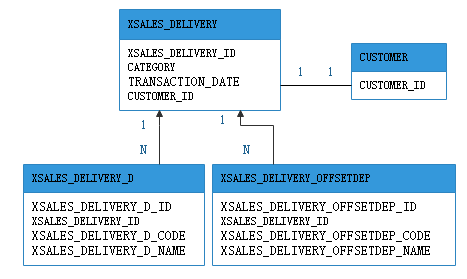 XSALES_DELIVERY
XSALES_DELIVERY_ID
CATEGORY
TRANSACTION_DATE
CUSTOMER_ID
1 1
CUSTOMER
CUSTOMER_ID
1
N
1
N
XSALES_DELIVERY_D
XSALES_DELIVERY_D_ID
XSALES_DELIVERY_ID
XSALES_DELIVERY_D_CODE
XSALES_DELIVERY_D_NAME
XSALES_DELIVERY_OFFSETDEP
XSALES_DELIVERY_OFFSETDEP_ID
XSALES_DELIVERY_ID
XSALES_DELIVERY_OFFSETDEP_CODE
XSALES_DELIVERY_OFFSETDEP_NAME